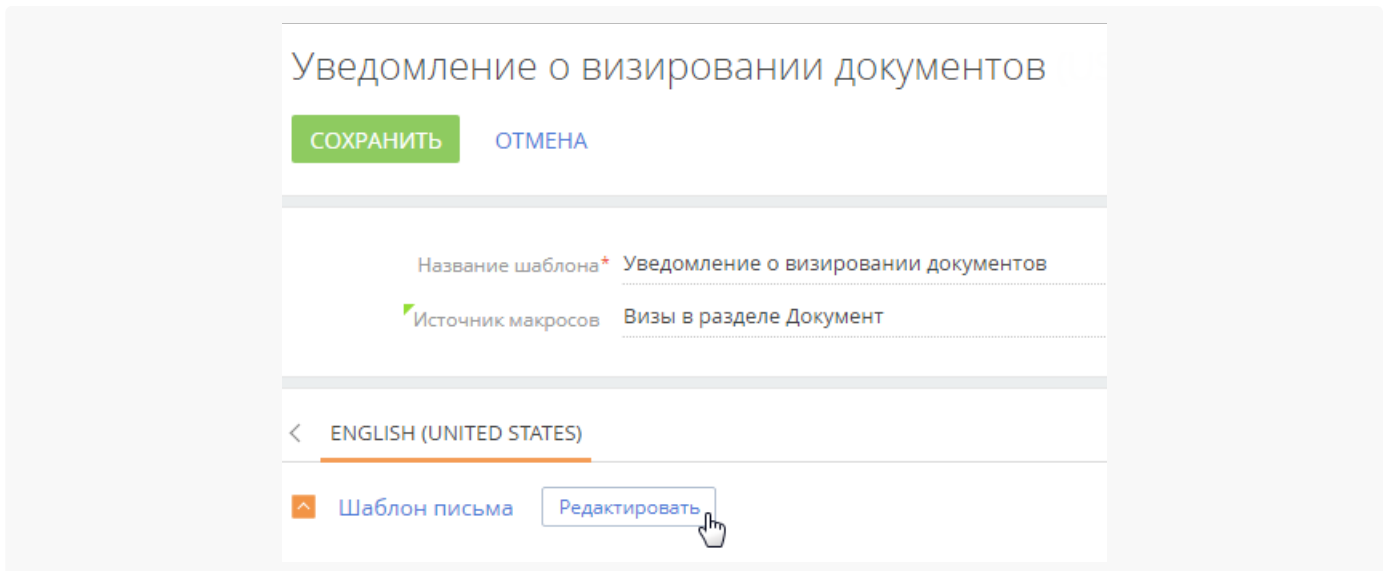 Уведомление о визировании документов
СОХРАНИТЬ ОТМЕНА
Название шаблона* Уведомление о визировании документов
Источник макросов Визы в разделе Документ
ENGLISH (UNITED STATES)
Шаблон письма Редактировать